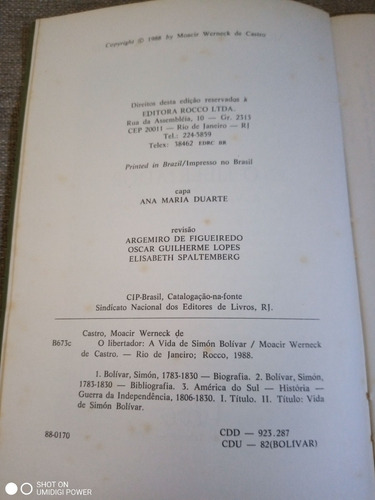 Copyright © 1988 by Moacir Werneck de Castro
Direitos desta edição reservados à
EDITORA ROCCO LTDA.
Rua da Assembléia, 10 — Gr. 2313
CEP 20011 — Rio de Janeiro — RJ
Tel.: 224-5859
Telex: 38462 EDRC BR
Printed in Brazil/Impresso no Brasil
capa
ANA MARIA DUARTE
revisão
ARGEMIRO DE FIGUEIREDO
OSCAR GUILHERME LOPES
ELISABETH SPALTEMBERG
CIP-Brasil, Catalogação-na-fonte
Sindicato Nacional dos Editores de Livros, RJ.
Castro, Moacir Werneck de
B673c O libertador: A Vida de Simón Bolívar / Moacir Werneck
de Castro. — Rio de Janeiro; Rocco, 1988.
1. Bolívar, Simón, 1783-1830 — Biografia. 2. Bolívar, Simón,
1783-1830 — Bibliografia. 3. América do Sul — História —
Guerra da Independência, 1806-1830. I. Título. II. Título: Vida
de Simón Bolívar.
88-0170
CDD — 923.287
CDU — 82(BOLIVAR)
SHOT ON
UMIDIGI POWER